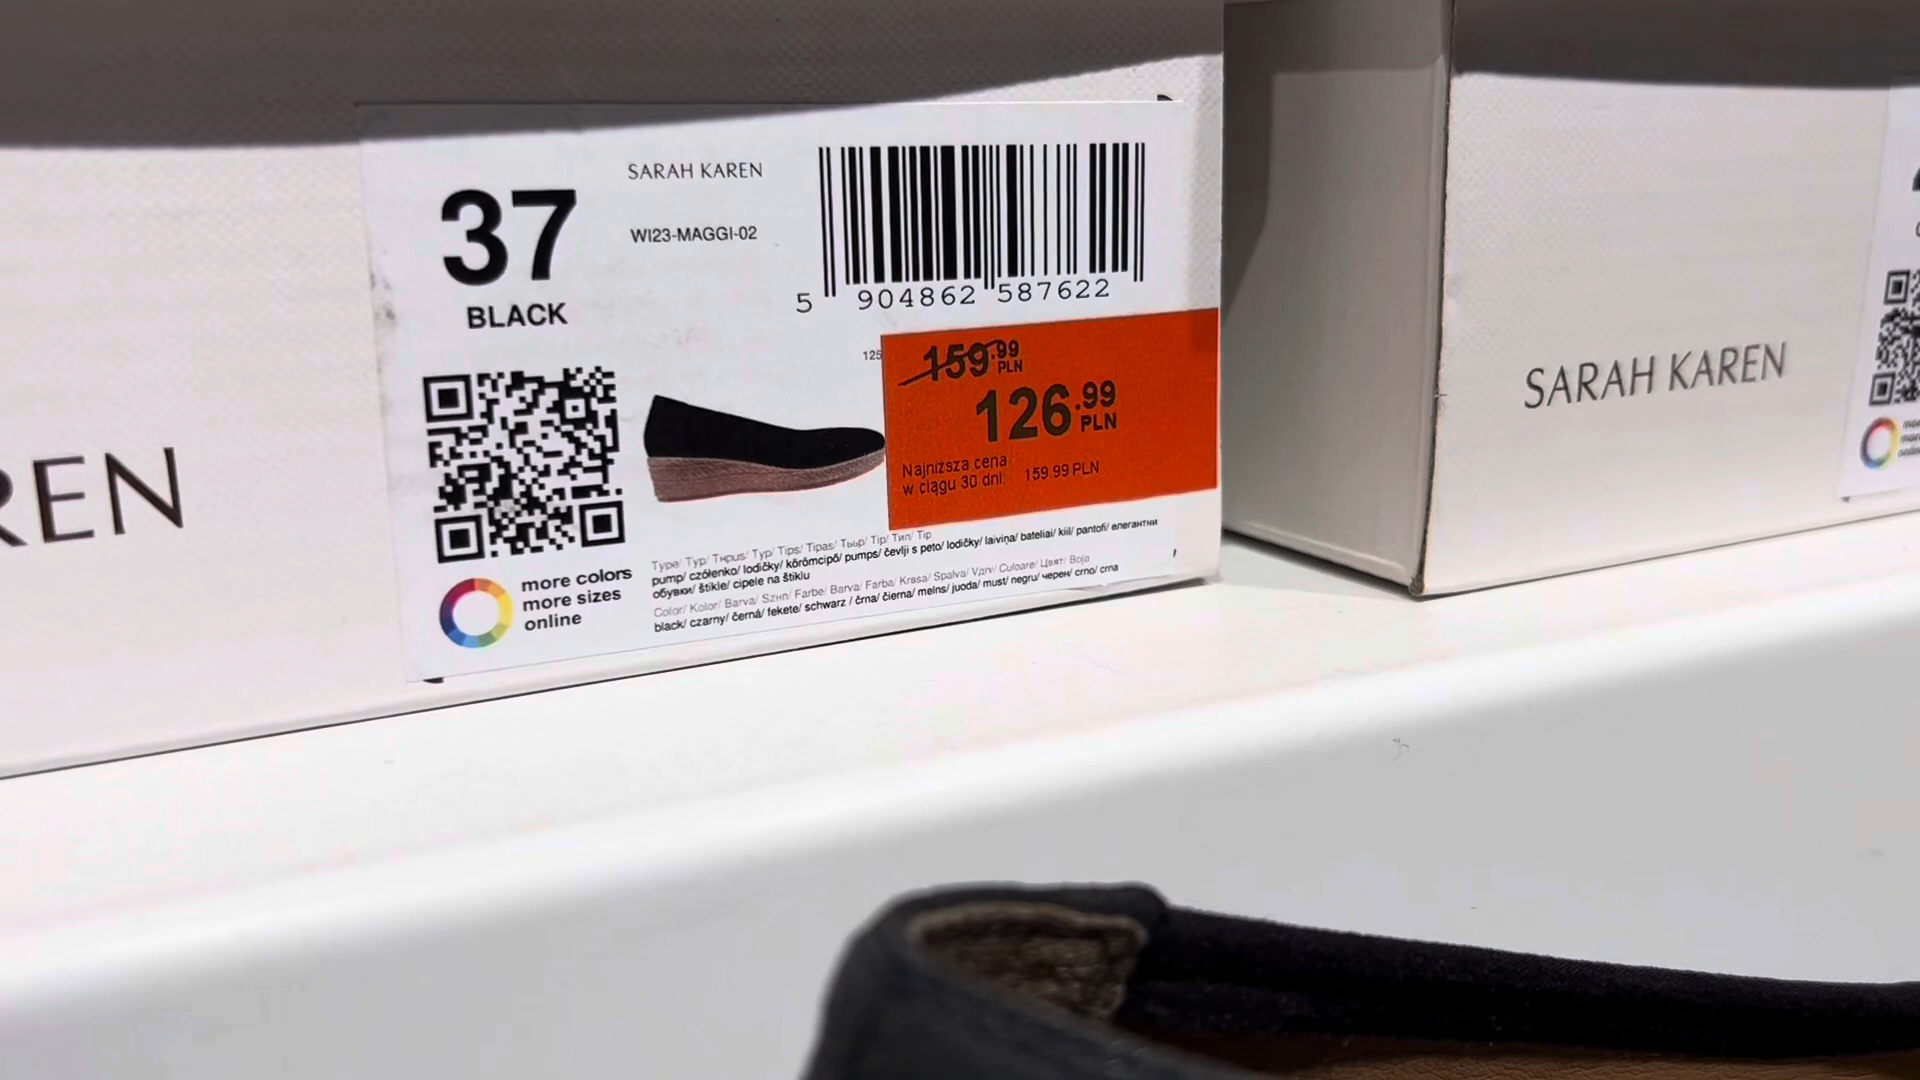 SARAH KAREN
37
WI23-MAGGI-02
BLACK
5 904862 587622
125
159.99 PLN
126.99 PLN
Najniższa cena
w ciągu 30 dni: 159.99 PLN
more colors
more sizes
online
Type/ Typ/ Типus/ Typ/ Tips/ Tipas/ Tip/ Тип/ Tip
pump/ czółenko/ lodičky/ körömcipő/ pumps/ čevlji s peto/ lodičky/ laiviņa/ bateliai/ kiil/ pantofi/ елегантни
обувки/ štikle/ cipele na štiklu
Color/ Kolor/ Barva/ Szín/ Farbe/ Barva/ Farba/ Krasa/ Spalva/ Värv/ Culoare/ Цвят/ Boja
black/ czarny/ černá/ fekete/ schwarz / črna/ čierna/ melns/ juoda/ must/ negru/ черен/ crno/ crna
REN
SARAH KAREN